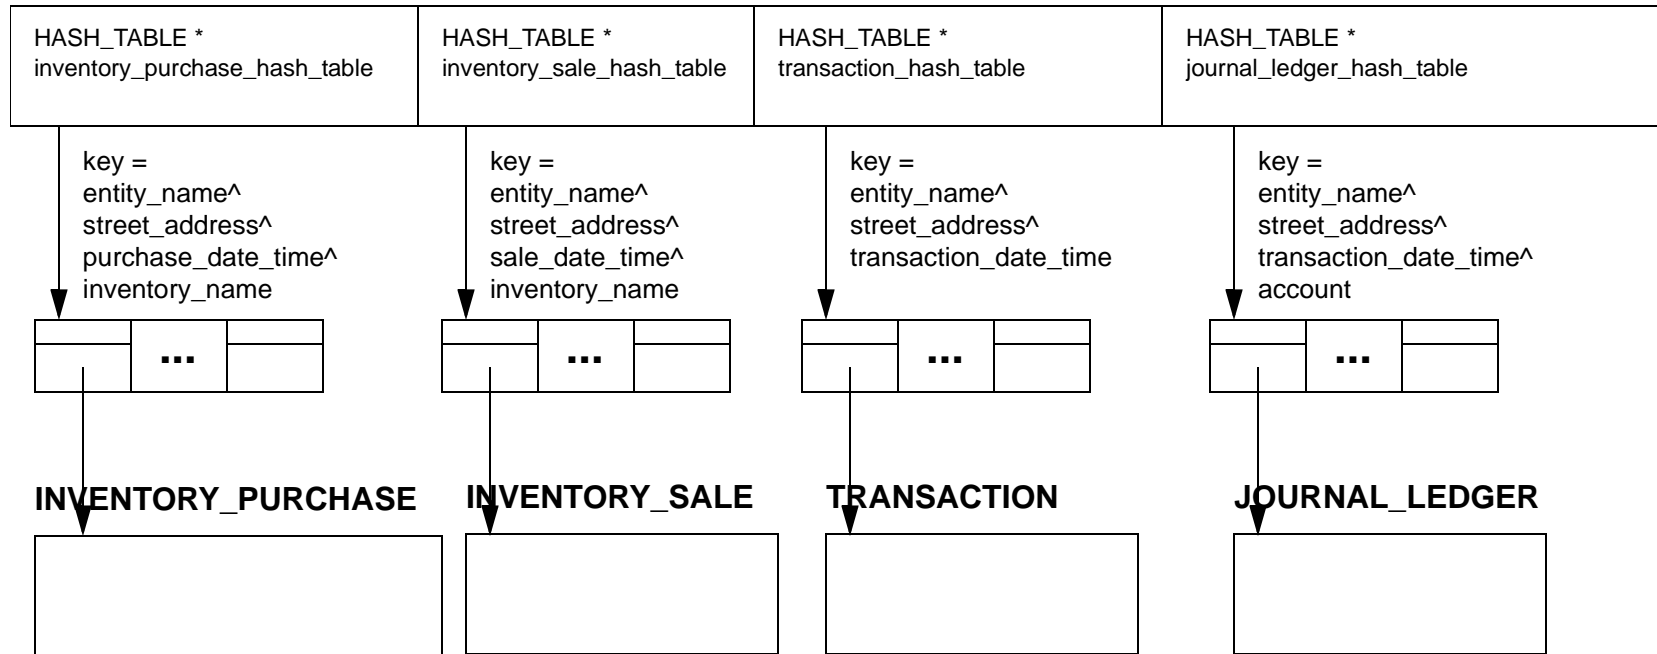 HASH_TABLE *
inventory_purchase_hash_table
HASH_TABLE *
inventory_sale_hash_table
HASH_TABLE *
transaction_hash_table
HASH_TABLE *
journal_ledger_hash_table
key =
entity_name^
street_address^
purchase_date_time^
inventory_name
key =
entity_name^
street_address^
sale_date_time^
inventory_name
key =
entity_name^
street_address^
transaction_date_time
key =
entity_name^
street_address^
transaction_date_time^
account
...
...
...
...
INVENTORY_PURCHASE
INVENTORY_SALE
TRANSACTION
JOURNAL_LEDGER